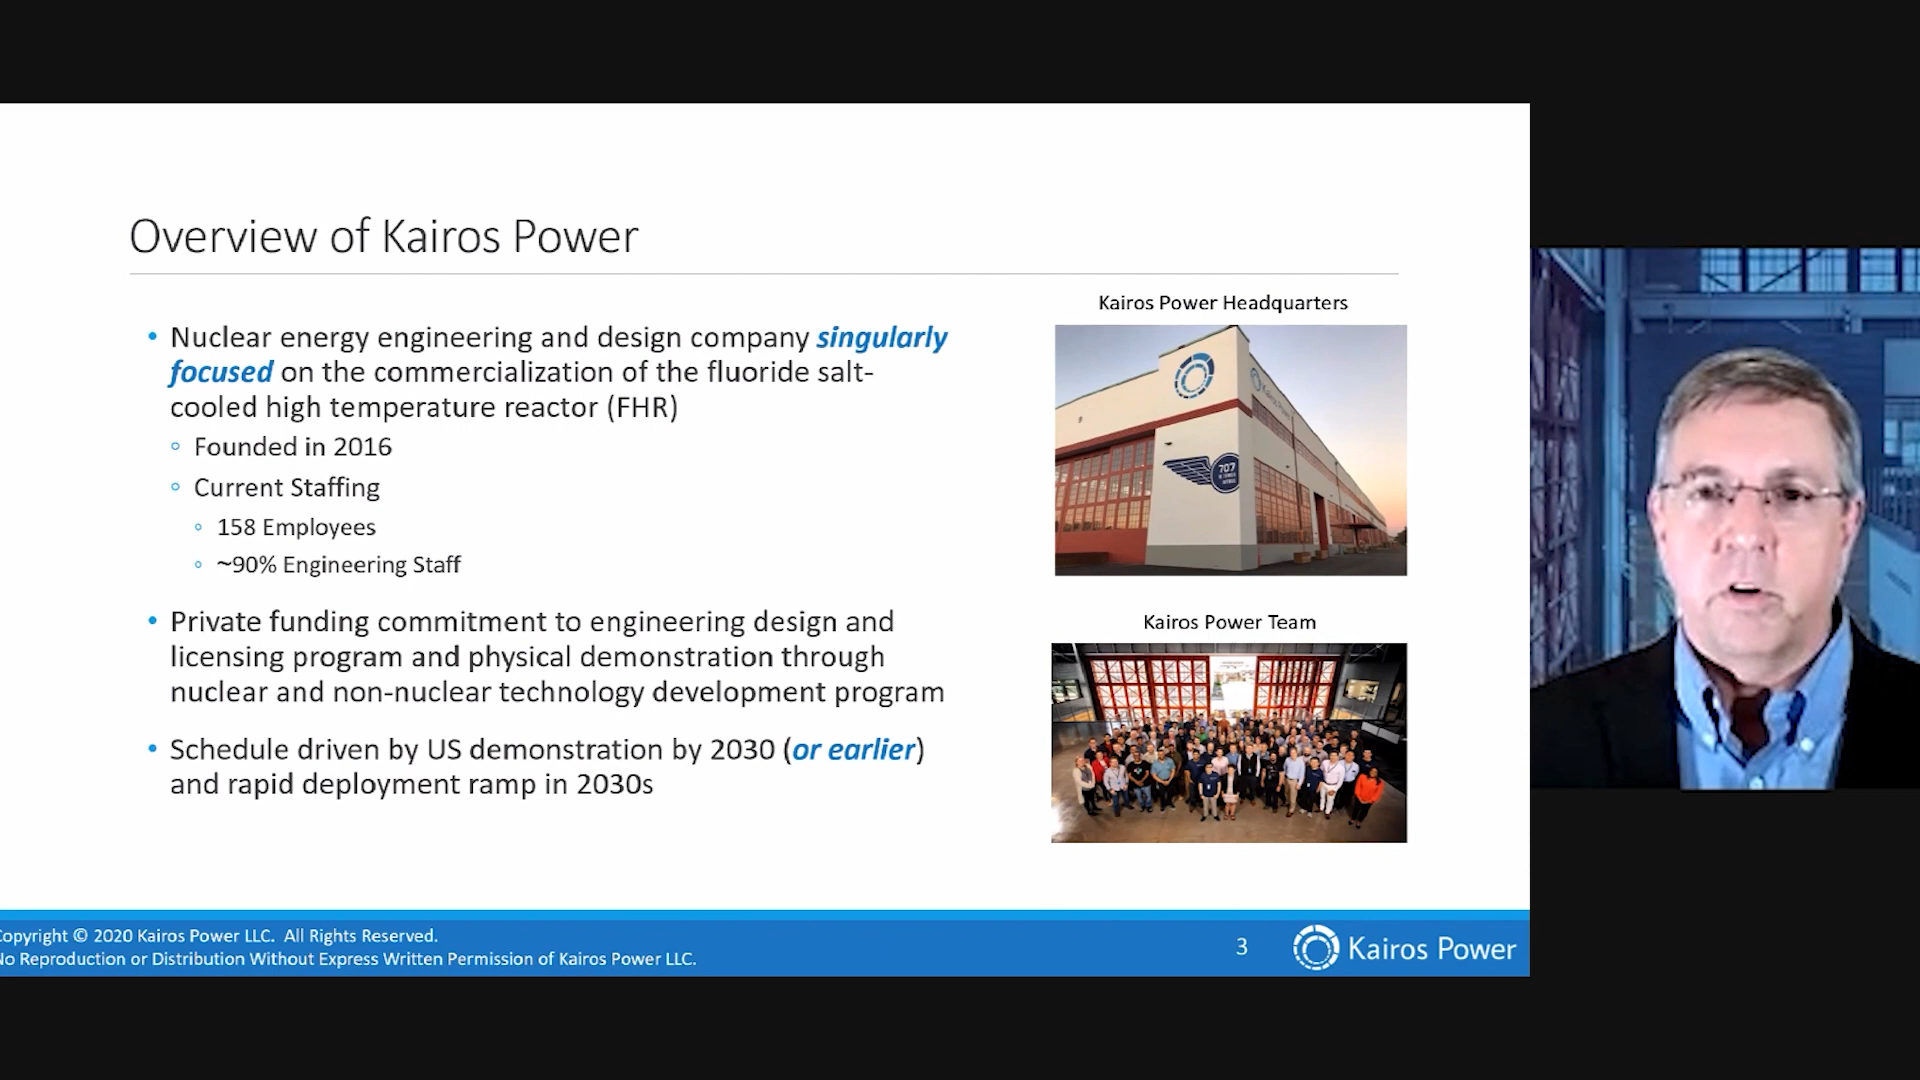 Overview of Kairos Power
Nuclear energy engineering and design company singularly
focused on the commercialization of the fluoride salt-
cooled high temperature reactor (FHR)
Founded in 2016
Current Staffing
158 Employees
~90% Engineering Staff
Private funding commitment to engineering design and
licensing program and physical demonstration through
nuclear and non-nuclear technology development program
Schedule driven by US demonstration by 2030 (or earlier)
and rapid deployment ramp in 2030s
Kairos Power Headquarters
Kairos Power
707
Kairos Power Team
opyright © 2020 Kairos Power LLC. All Rights Reserved.
No Reproduction or Distribution Without Express Written Permission of Kairos Power LLC.
3
Kairos Power